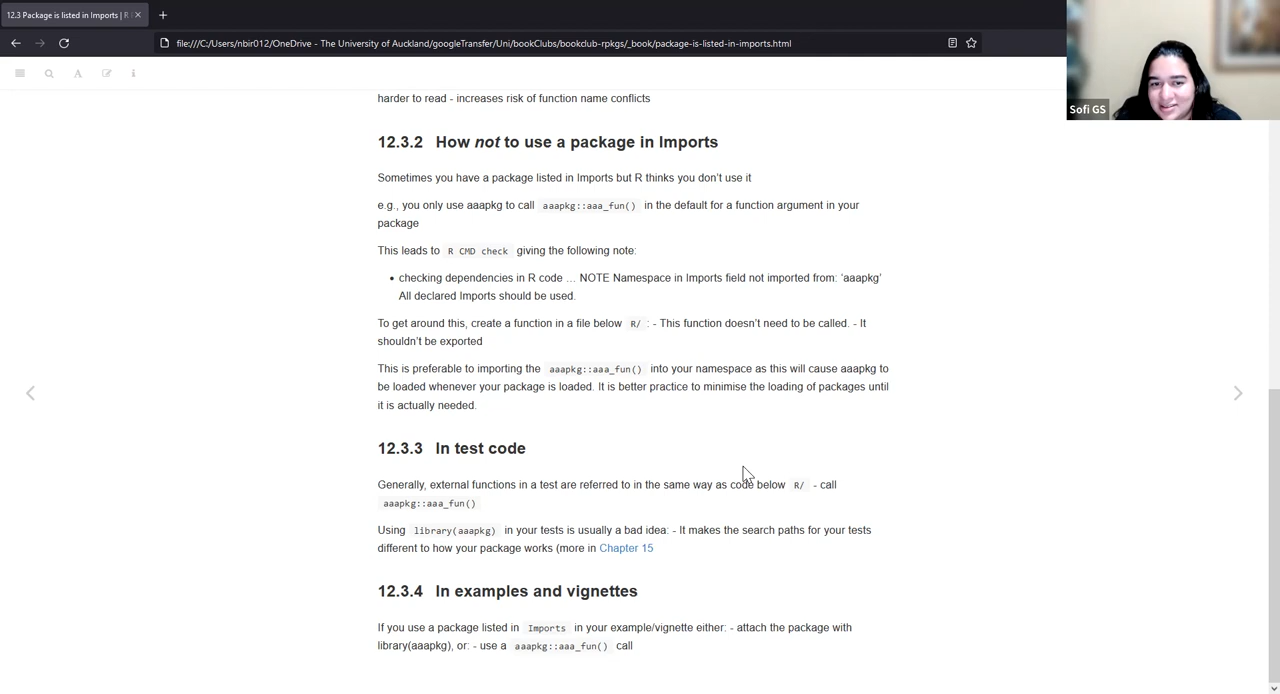 12.3 Package is listed in Imports | R
file:///C:/Users/nbir012/OneDrive - The University of Auckland/googleTransfer/Uni/bookClubs/bookclub-rpkgs/_book/package-is-listed-in-imports.html
Sofi GS
harder to read - increases risk of function name conflicts
12.3.2 How not to use a package in Imports
Sometimes you have a package listed in Imports but R thinks you don’t use it
e.g., you only use aaapkg to call aaapkg::aaa_fun() in the default for a function argument in your
package
This leads to R CMD check giving the following note:
• checking dependencies in R code … NOTE Namespace in Imports field not imported from: ‘aaapkg’
All declared Imports should be used.
To get around this, create a function in a file below R/ : - This function doesn’t need to be called. - It
shouldn’t be exported
This is preferable to importing the aaapkg::aaa_fun() into your namespace as this will cause aaapkg to
be loaded whenever your package is loaded. It is better practice to minimise the loading of packages until
it is actually needed.
12.3.3 In test code
Generally, external functions in a test are referred to in the same way as code below R/ - call
aaapkg::aaa_fun()
Using library(aaapkg) in your tests is usually a bad idea: - It makes the search paths for your tests
different to how your package works (more in Chapter 15
12.3.4 In examples and vignettes
If you use a package listed in Imports in your example/vignette either: - attach the package with
library(aaapkg), or: - use a aaapkg::aaa_fun() call